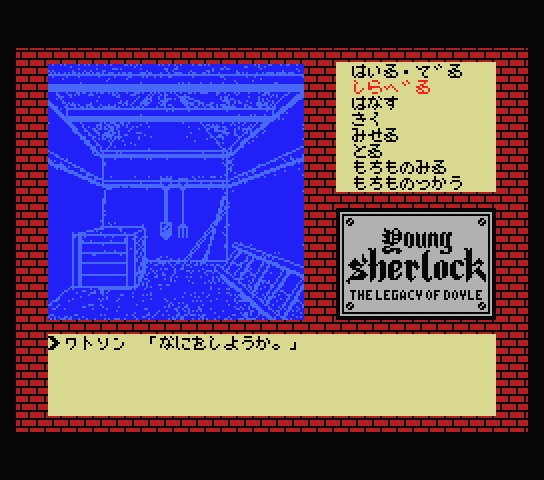 はいる・でる
しらべる
はなす
きく
みせる
とる
もちものみる
もちものつかう
Young
sherlock
THE LEGACY OF DOYLE
ワトソン 「なにをしようか。」